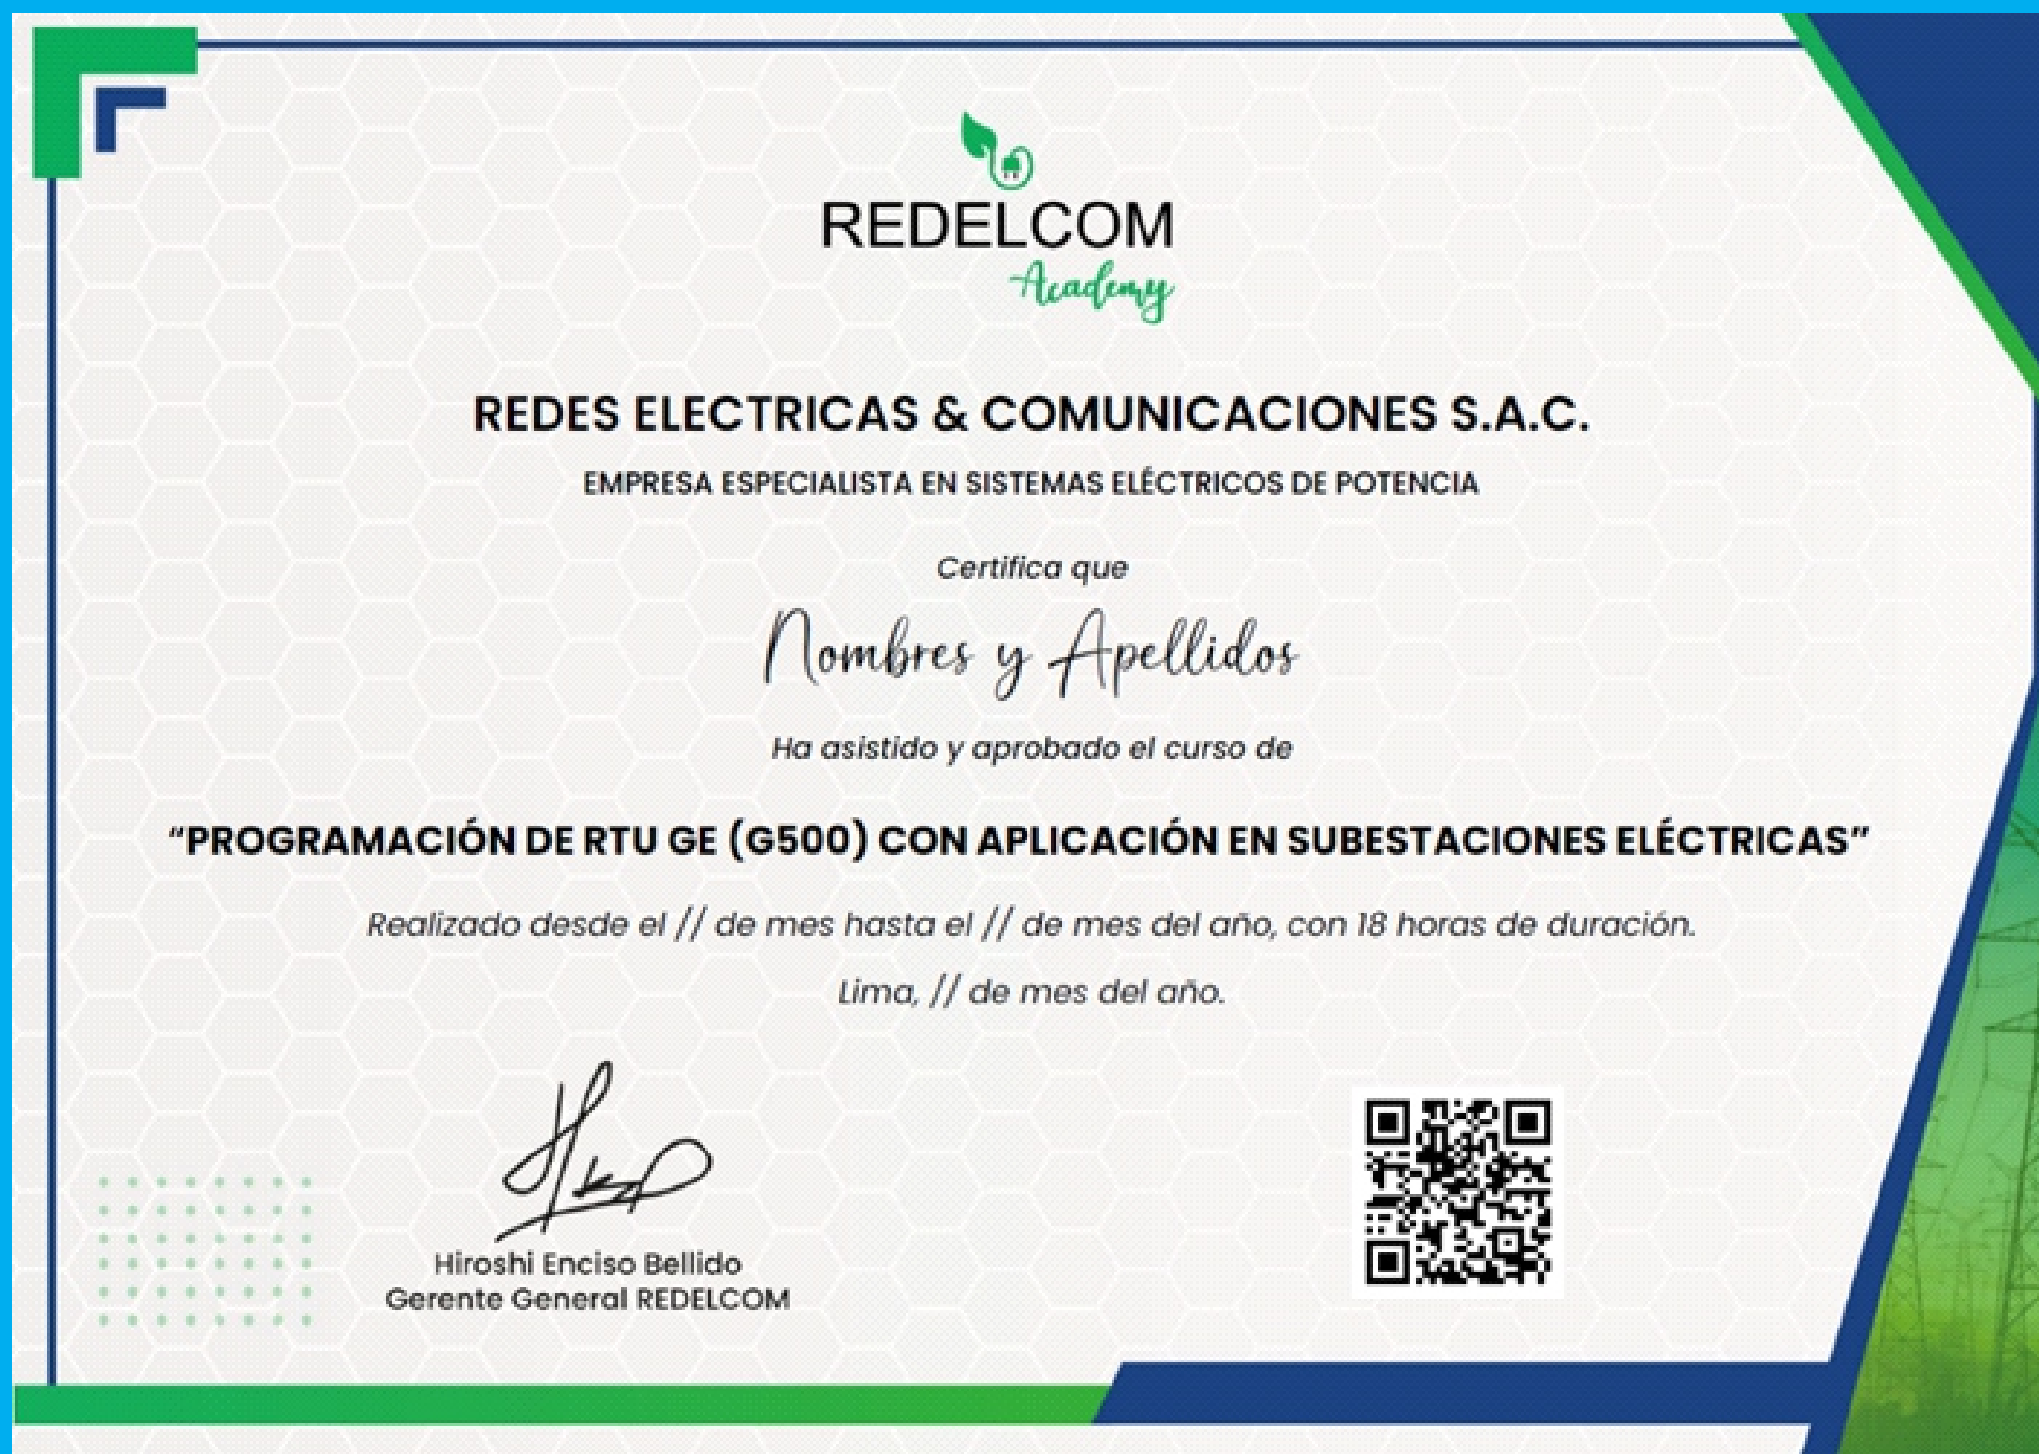 REDELCOM
Academy
REDES ELECTRICAS & COMUNICACIONES S.A.C.
EMPRESA ESPECIALISTA EN SISTEMAS ELÉCTRICOS DE POTENCIA
Certifica que
Nombres y Apellidos
Ha asistido y aprobado el curso de
“PROGRAMACIÓN DE RTU GE (G500) CON APLICACIÓN EN SUBESTACIONES ELÉCTRICAS”
Realizado desde el // de mes hasta el // de mes del año, con 18 horas de duración.
Lima, // de mes del año.
Hiroshi Enciso Bellido
Gerente General REDELCOM